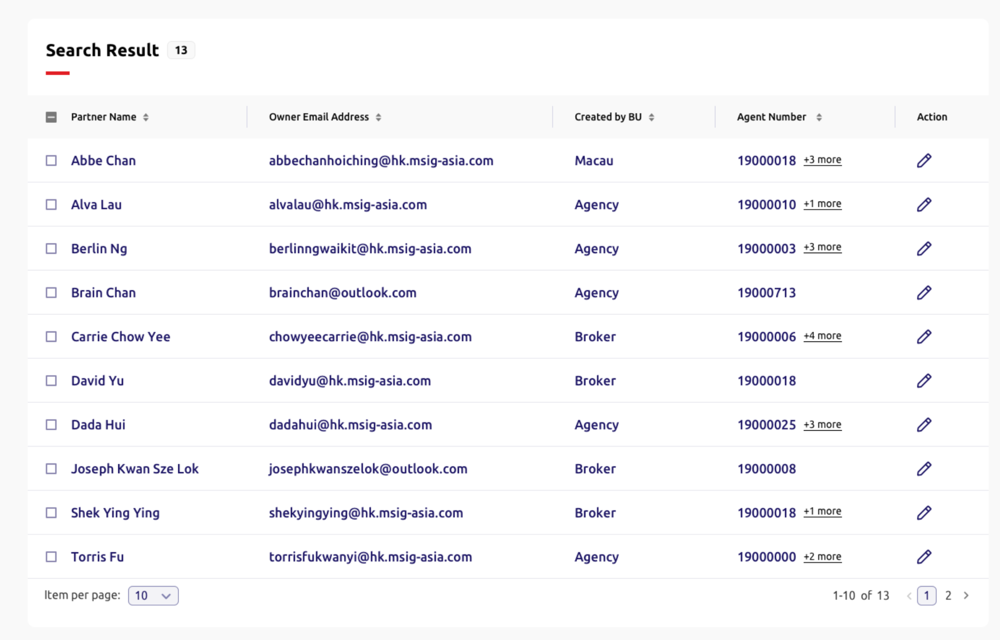 Search Result 13
Partner Name Owner Email Address Created by BU Agent Number Action
Abbe Chan abbechanhoiching@hk.msig-asia.com Macau 19000018 +3 more
Alva Lau alvalau@hk.msig-asia.com Agency 19000010 +1 more
Berlin Ng berlinngwaikit@hk.msig-asia.com Agency 19000003 +3 more
Brain Chan brainchan@outlook.com Agency 19000713
Carrie Chow Yee chowyeecarrie@hk.msig-asia.com Broker 19000006 +4 more
David Yu davidyu@hk.msig-asia.com Broker 19000018
Dada Hui dadahui@hk.msig-asia.com Agency 19000025 +3 more
Joseph Kwan Sze Lok josephkwanszelok@outlook.com Broker 19000008
Shek Ying Ying shekyingying@hk.msig-asia.com Broker 19000018 +1 more
Torris Fu torrisfukwanyi@hk.msig-asia.com Agency 19000000 +2 more
Item per page: 10 1-10 of 13 1 2